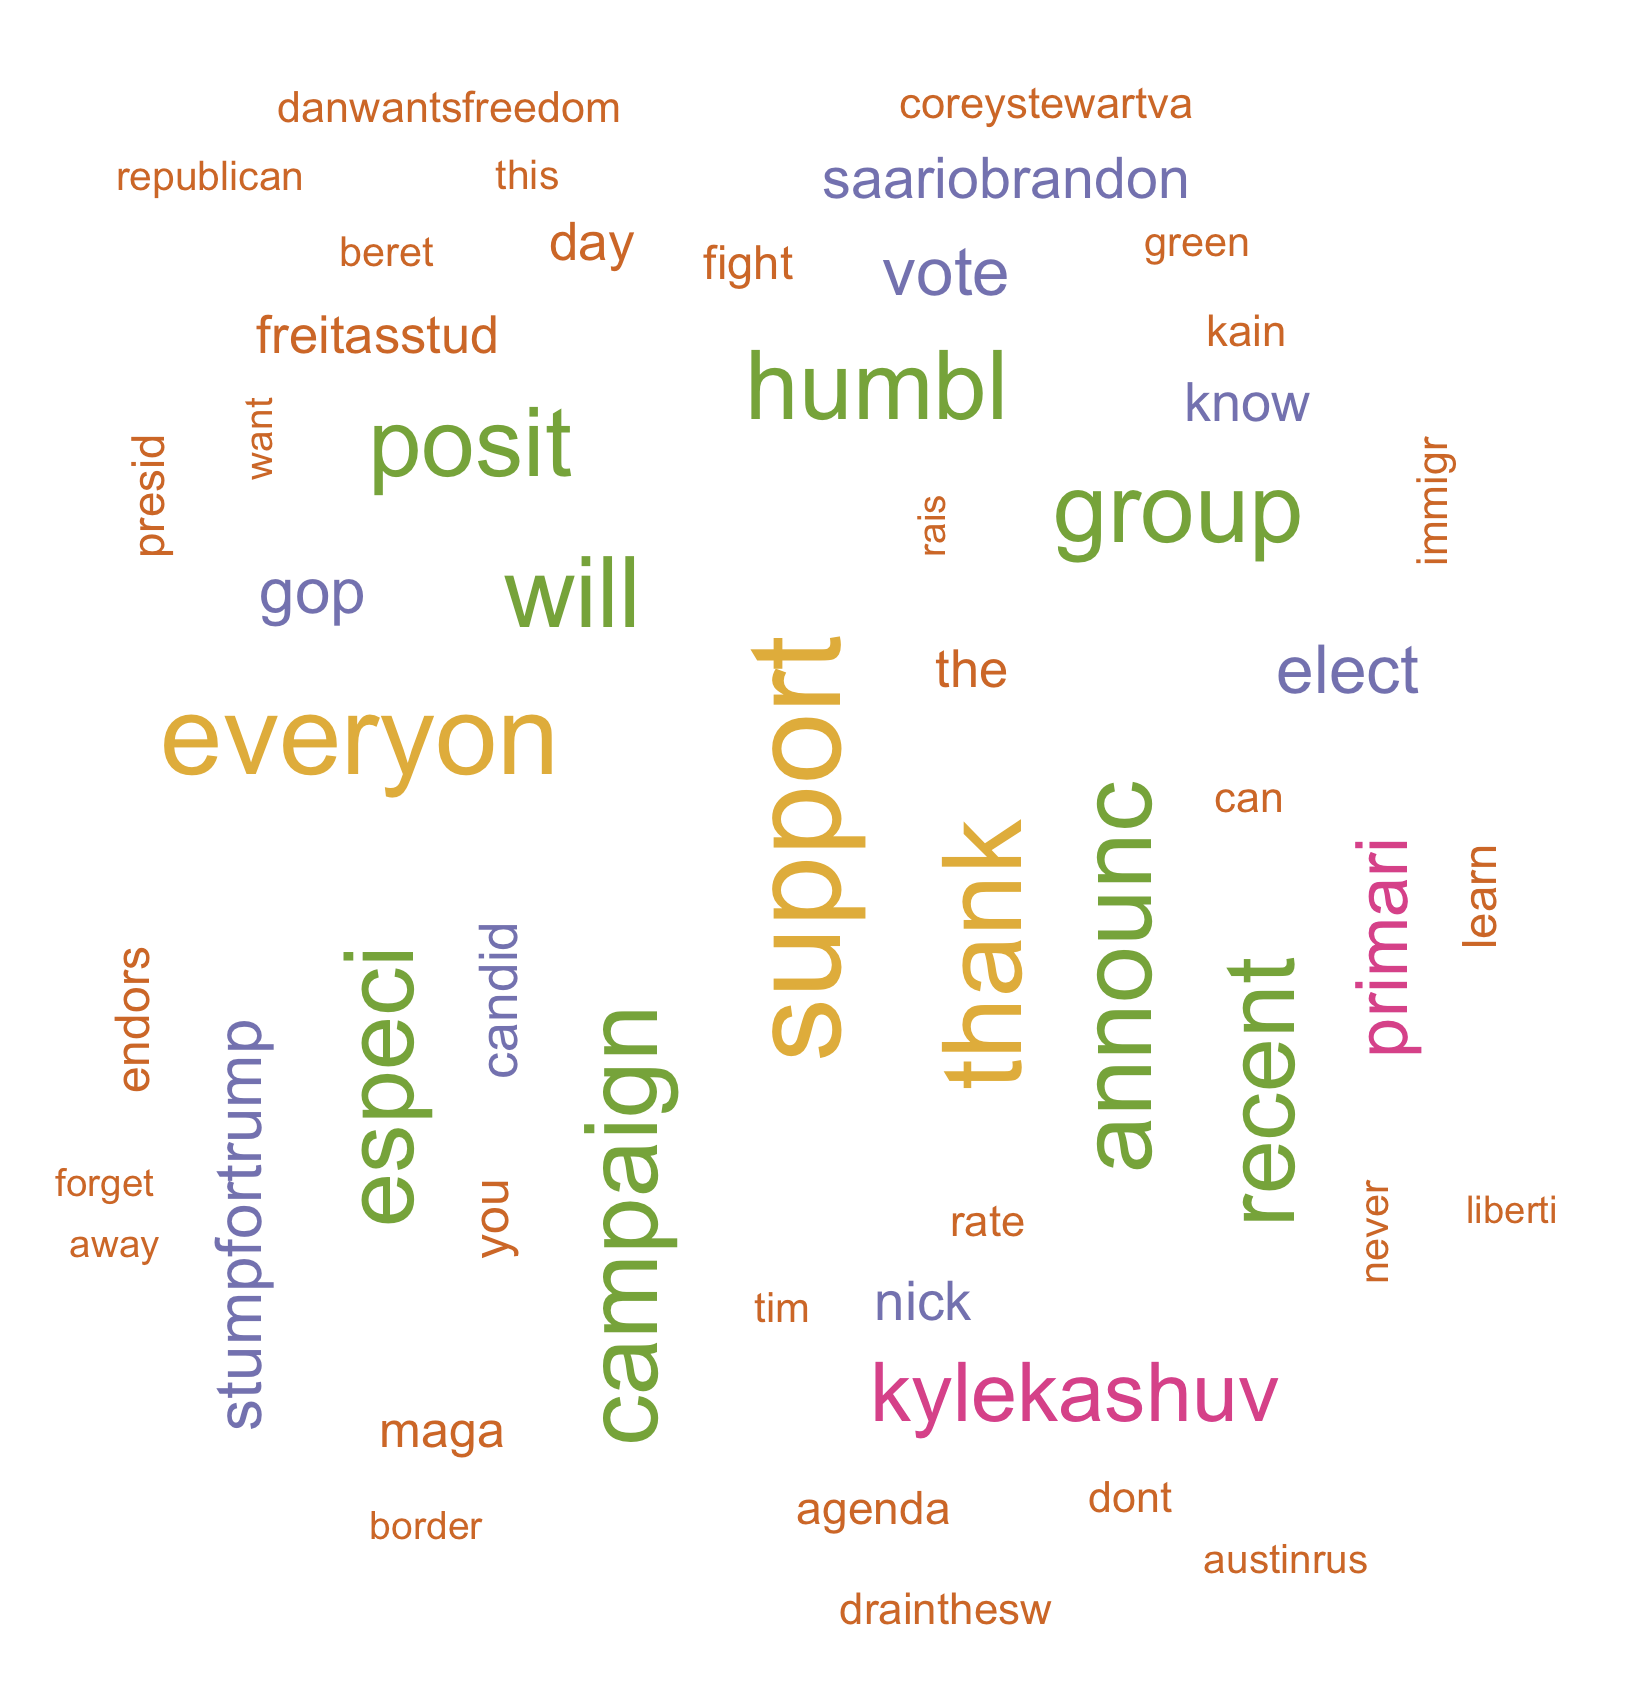 danwantsfreedom
coreystewartva
republican
this
saariobrandon
beret
day
fight
vote
green
freitasstud
kain
humbl
know
want
posit
presid
rais
group
immigr
gop
will
the
elect
everyon
support
can
thank
announc
primari
learn
endors
especi
candid
recent
stumpfortrump
campaign
forget
you
rate
never
liberti
away
tim
nick
kylekashuv
maga
agenda
dont
border
austinrus
drainthesw